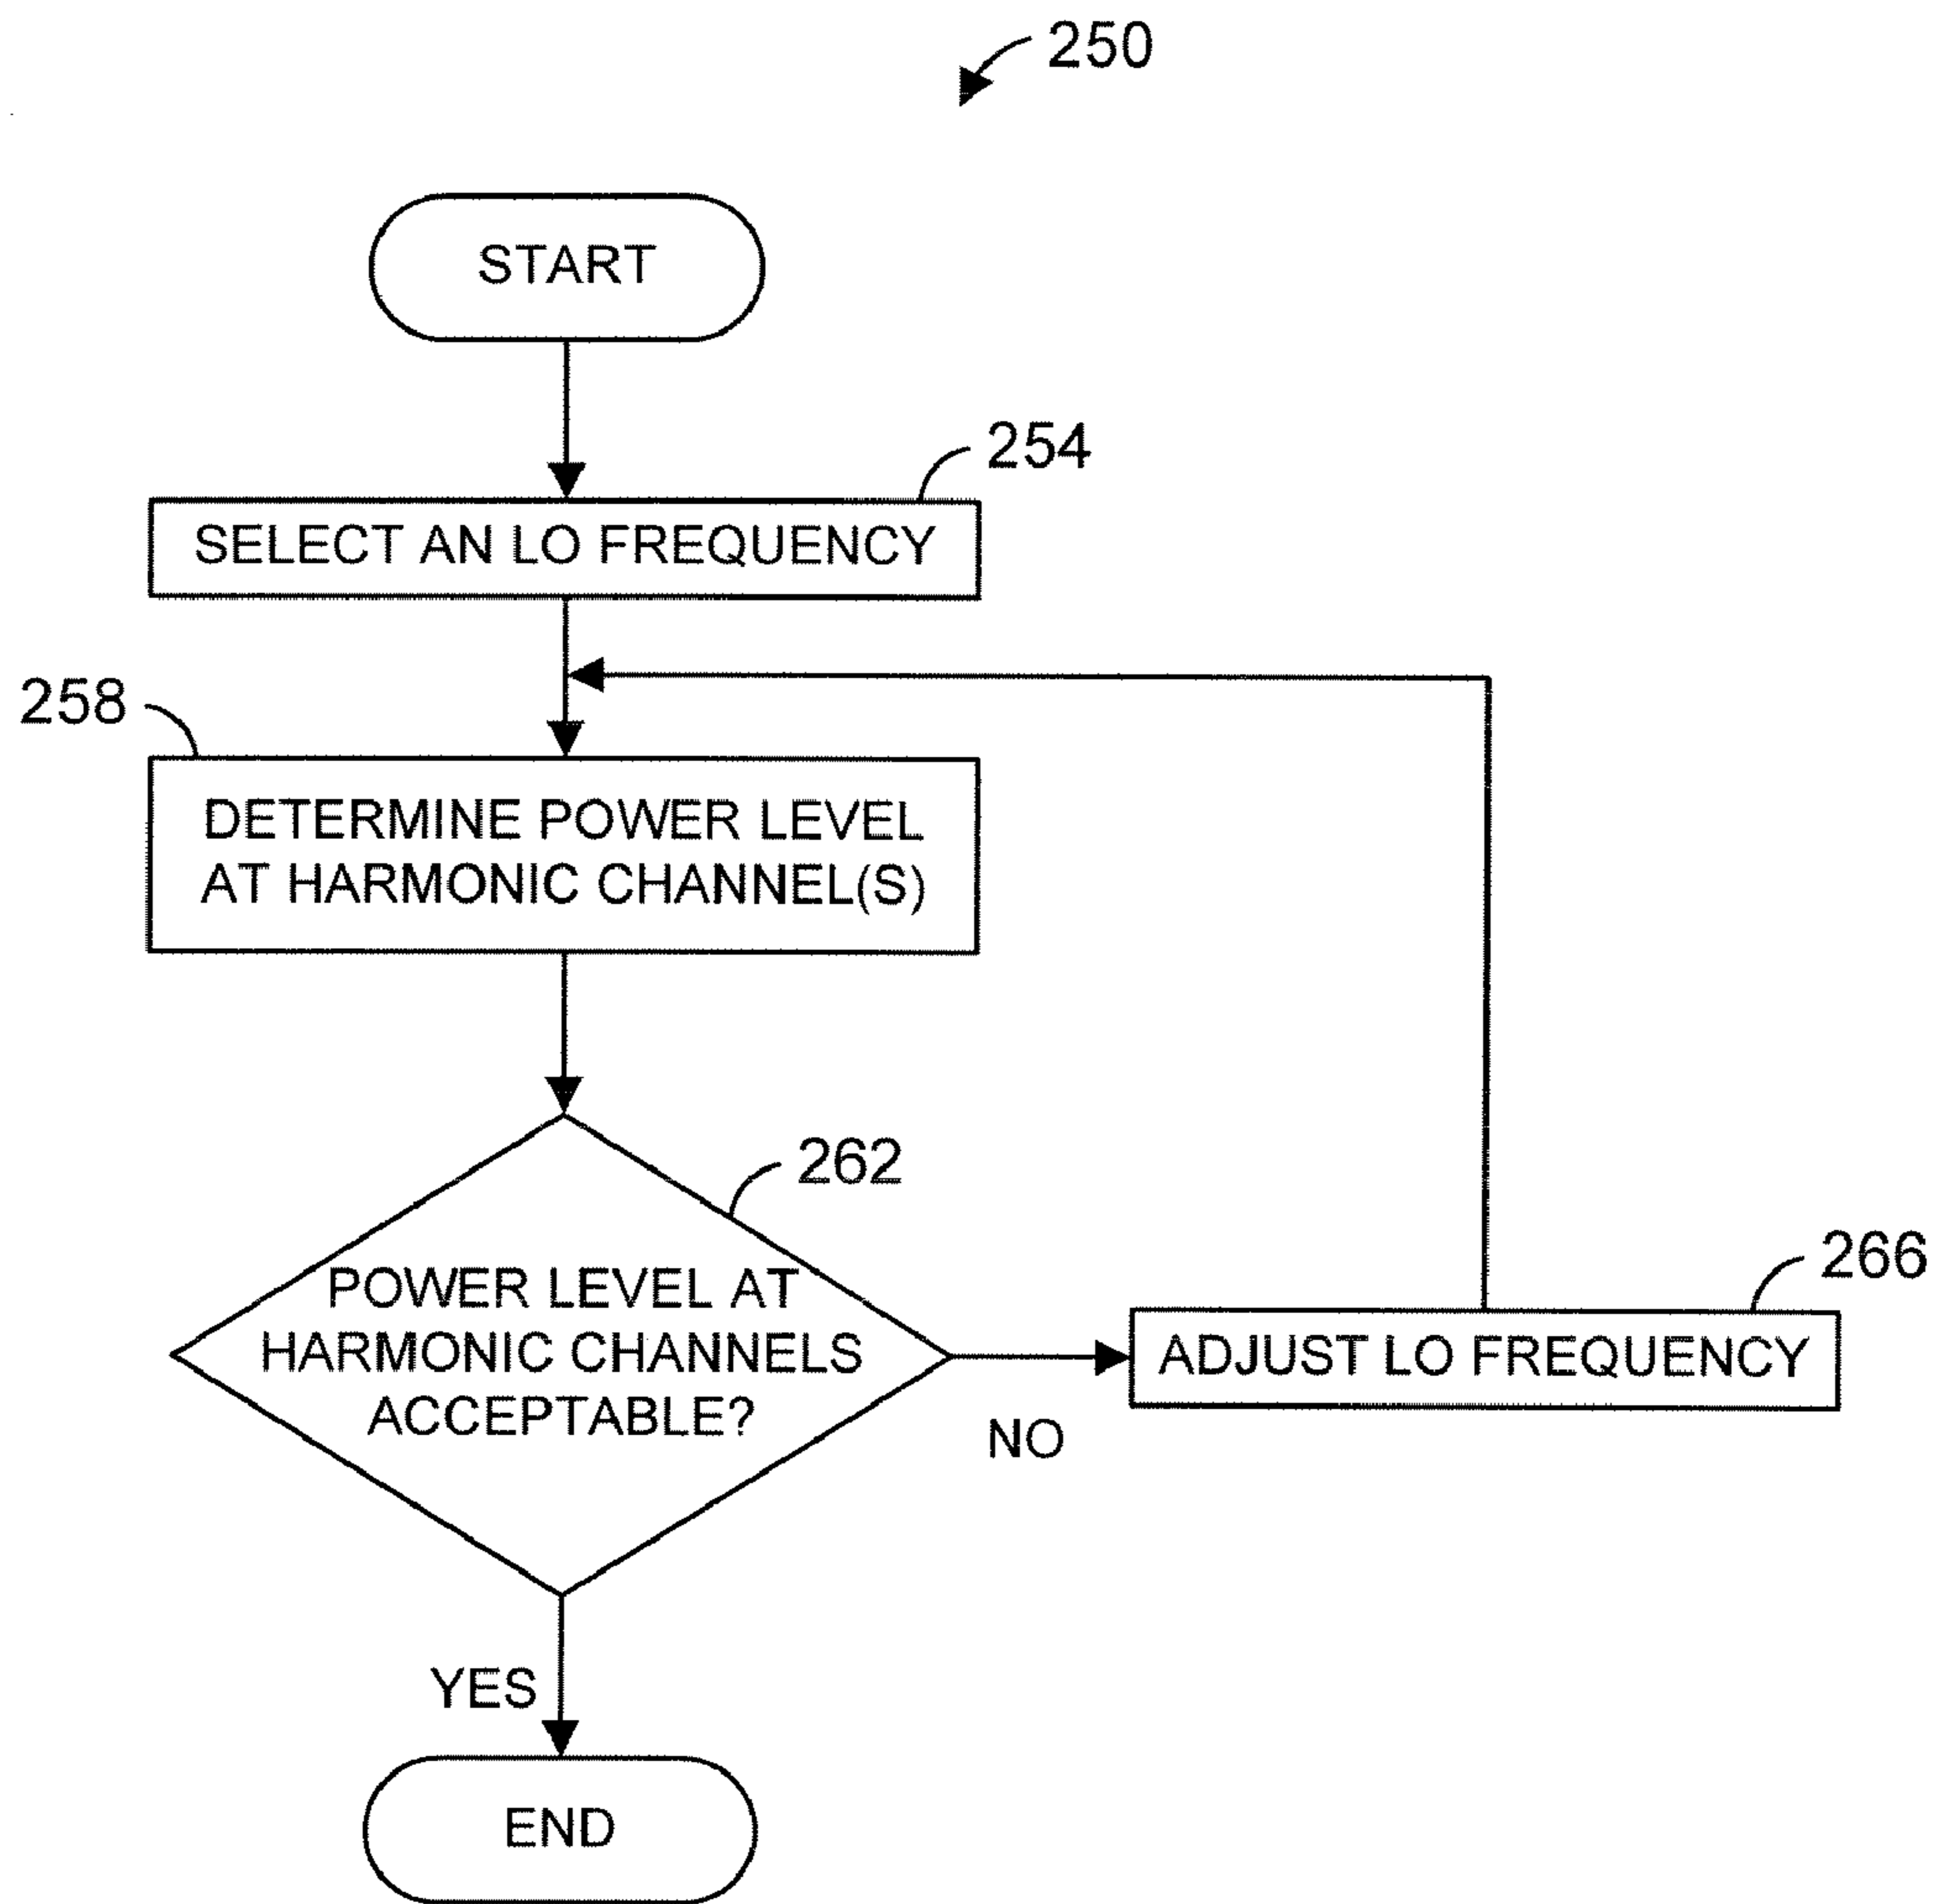 250
START
254
SELECT AN LO FREQUENCY
258
DETERMINE POWER LEVEL
AT HARMONIC CHANNEL(S)
262
POWER LEVEL AT
HARMONIC CHANNELS
ACCEPTABLE?
266
ADJUST LO FREQUENCY
NO
YES
END